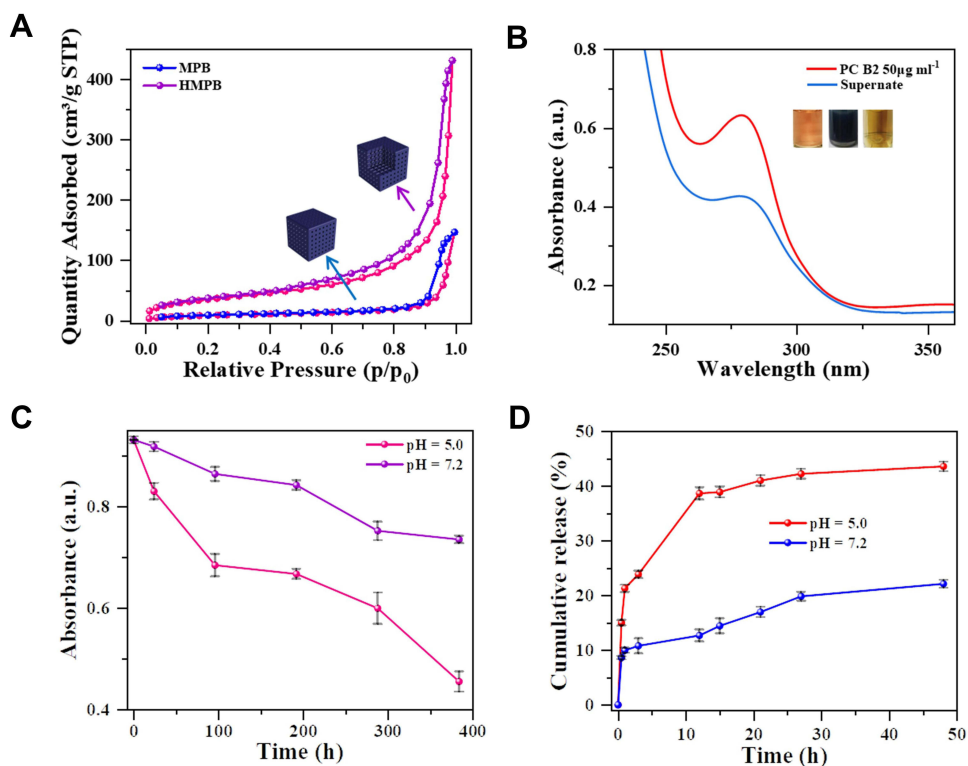 A
Quantity Adsorbed (cm³/g STP)
400
300
200
100
0
MPB
HMPB
0.0 0.2 0.4 0.6 0.8 1.0
Relative Pressure (p/p₀)
B
Absorbance (a.u.)
0.8
0.6
0.4
0.2
PC B2 50μg ml⁻¹
Supernate
250 300 350
Wavelength (nm)
C
Absorbance (a.u.)
0.8
0.6
0.4
pH = 5.0
pH = 7.2
0 100 200 300 400
Time (h)
D
Cumulative release (%)
50
40
30
20
10
0
pH = 5.0
pH = 7.2
0 10 20 30 40 50
Time (h)